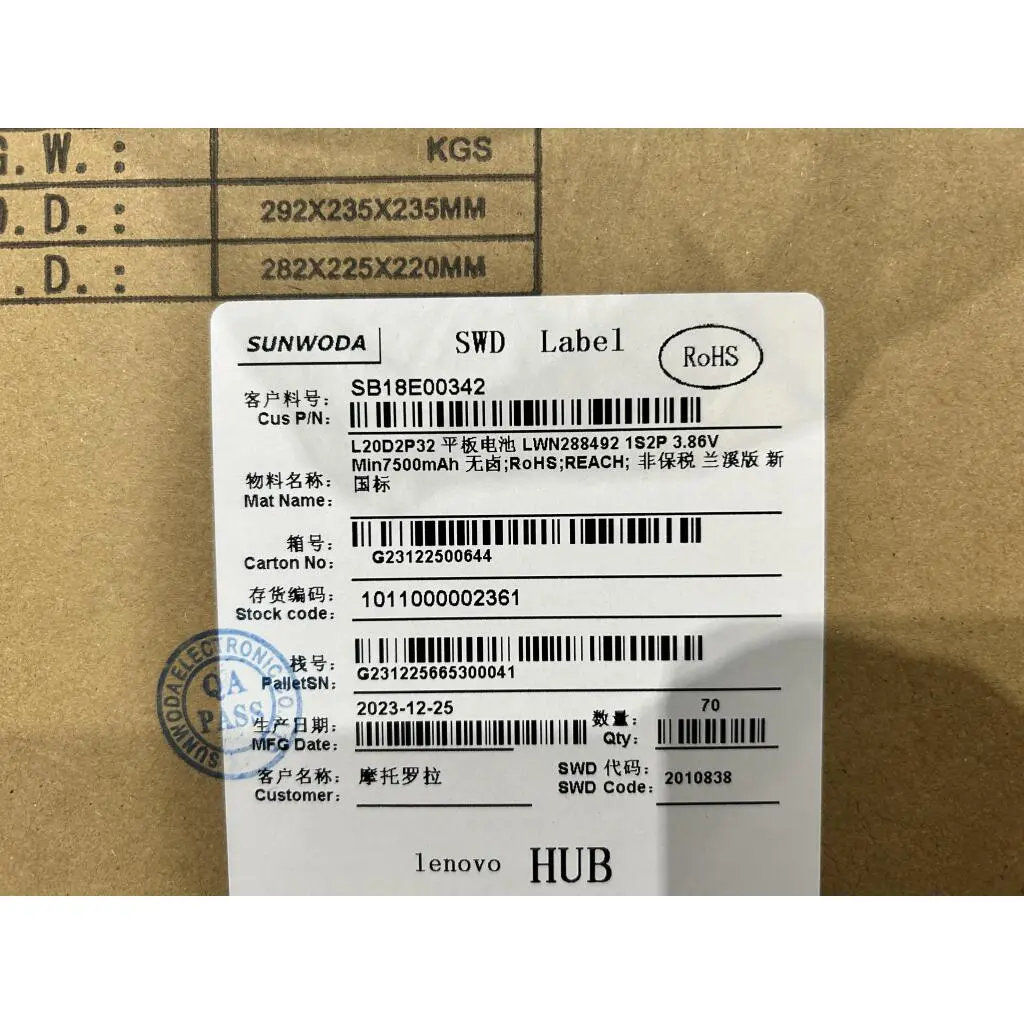 G.W.: KGS
O.D.: 292X235X235MM
.D.: 282X225X220MM
SUNWODA SWD Label RoHS
客户料号: SB18E00342
Cus P/N:
L20D2P32 平板电池 LWN288492 1S2P 3.86V
Min7500mAh 无卤;RoHS;REACH; 非保税 兰溪版 新
物料名称: 国标
Mat Name:
箱号:
Carton No: G23122500644
存货编码: 1011000002361
Stock code:
栈号:
PalletSN: G231225665300041
生产日期: 2023-12-25 数量: 70
MFG Date: Qty:
客户名称: 摩托罗拉 SWD 代码: 2010838
Customer: SWD Code:
lenovo HUB
SUNWODA ELECTRONIC CO.
QA
PASS